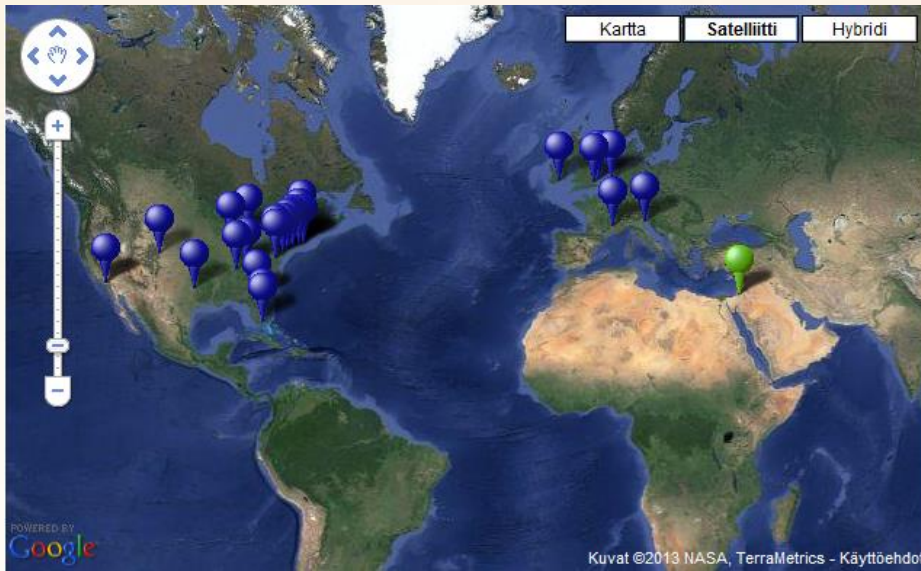 Kartta Satelliitti Hybridi
POWERED BY
Google
Kuvat ©2013 NASA, TerraMetrics - Käyttöehdot